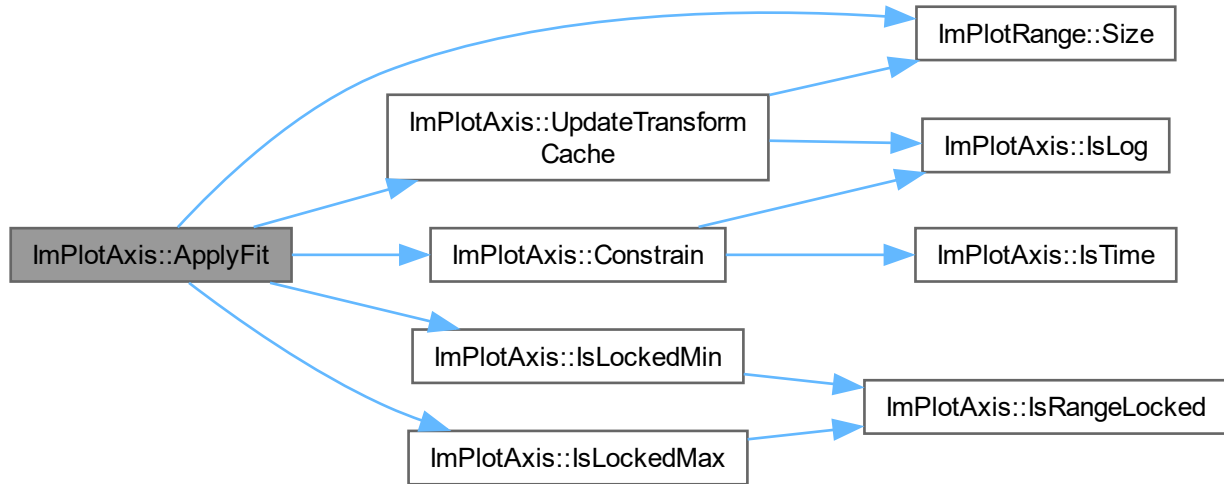 ImPlotRange::Size
ImPlotAxis::UpdateTransform
Cache
ImPlotAxis::IsLog
ImPlotAxis::ApplyFit
ImPlotAxis::Constrain
ImPlotAxis::IsTime
ImPlotAxis::IsLockedMin
ImPlotAxis::IsRangeLocked
ImPlotAxis::IsLockedMax